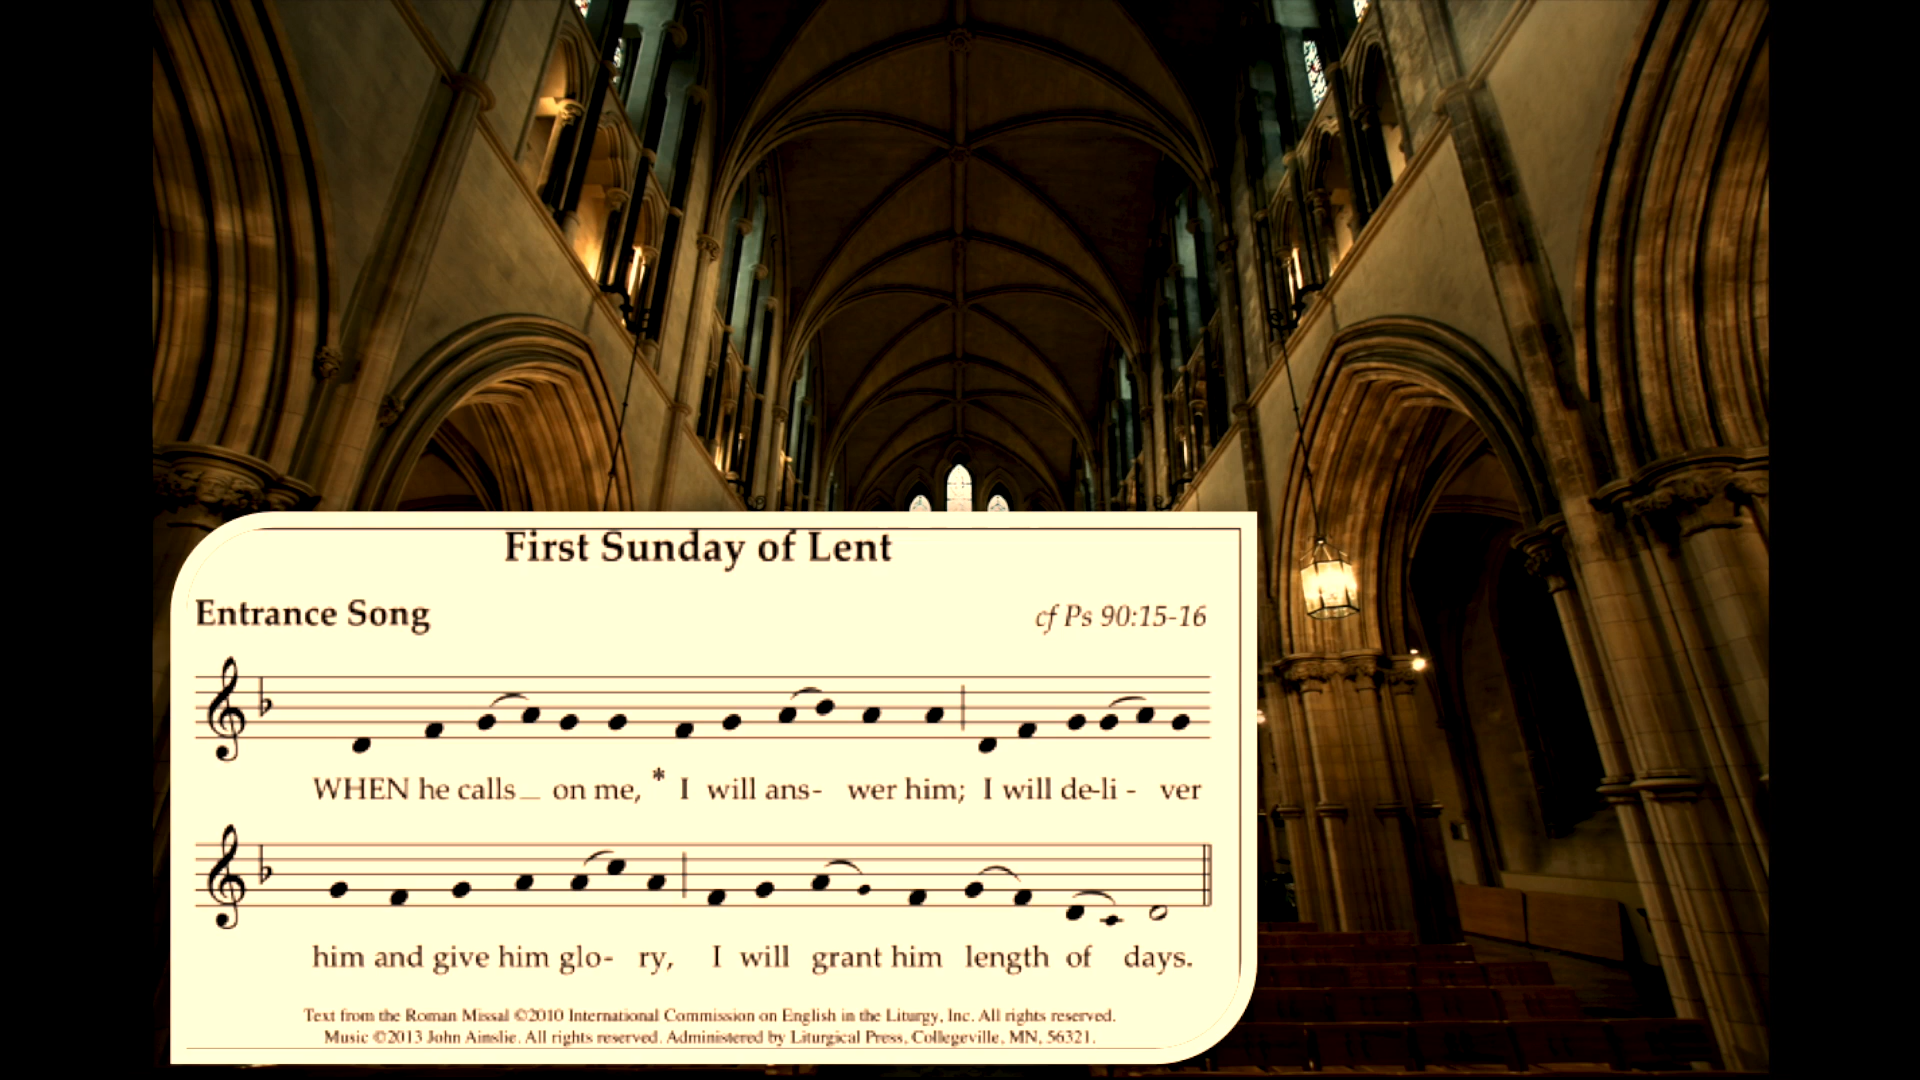 First Sunday of Lent
Entrance Song
cf Ps 90:15-16
WHEN he calls_ on me, * I will ans- wer him; I will de-li - ver
him and give him glo- ry, I will grant him length of days.
Text from the Roman Missal ©2010 International Commission on English in the Liturgy, Inc. All rights reserved.
Music ©2013 John Ainslie. All rights reserved. Administered by Liturgical Press, Collegeville, MN, 56321.